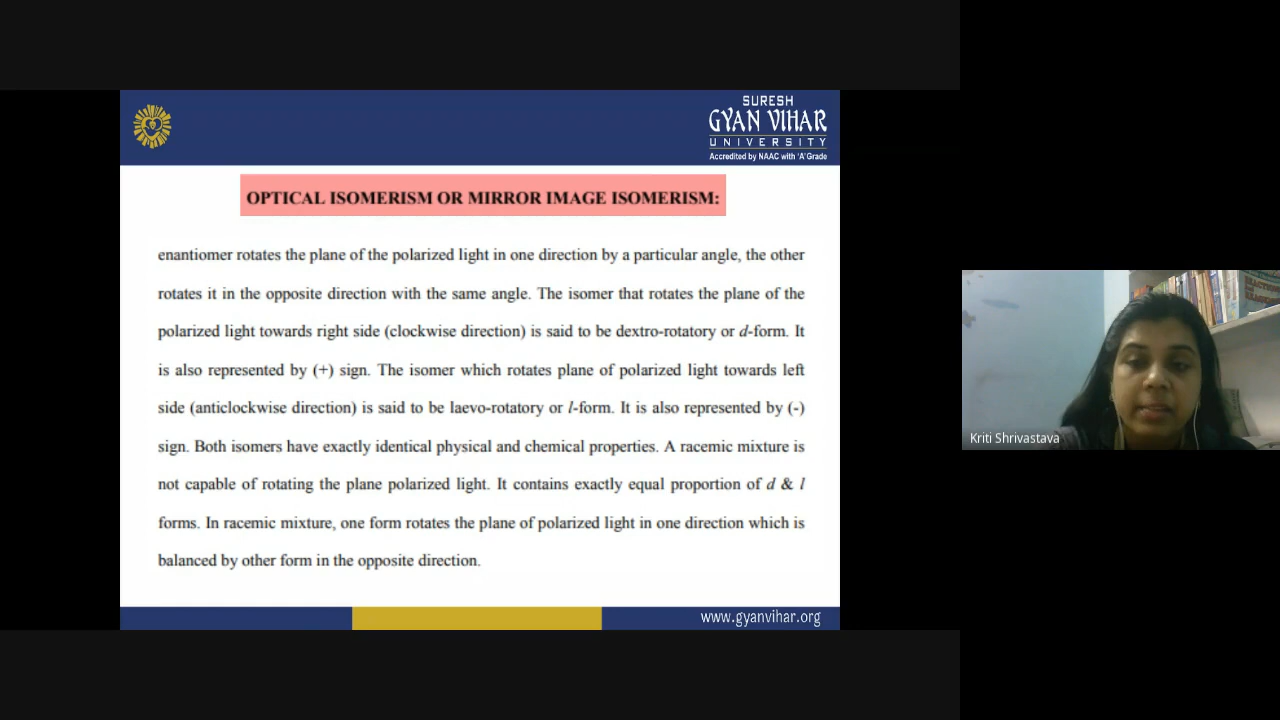 SURESH
GYAN VIHAR
UNIVERSITY
Accredited by NAAC with 'A' Grade
OPTICAL ISOMERISM OR MIRROR IMAGE ISOMERISM:
enantiomer rotates the plane of the polarized light in one direction by a particular angle, the other
rotates it in the opposite direction with the same angle. The isomer that rotates the plane of the
polarized light towards right side (clockwise direction) is said to be dextro-rotatory or d-form. It
is also represented by (+) sign. The isomer which rotates plane of polarized light towards left
side (anticlockwise direction) is said to be laevo-rotatory or l-form. It is also represented by (-)
sign. Both isomers have exactly identical physical and chemical properties. A racemic mixture is
not capable of rotating the plane polarized light. It contains exactly equal proportion of d & l
forms. In racemic mixture, one form rotates the plane of polarized light in one direction which is
balanced by other form in the opposite direction.
www.gyanvihar.org
Kriti Shrivastava